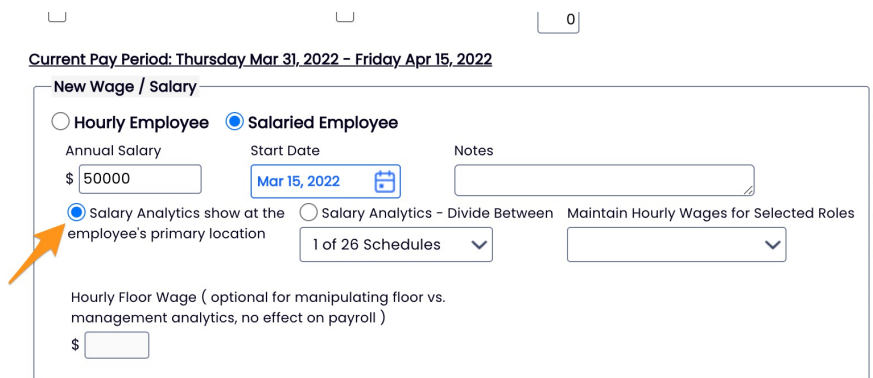 0
Current Pay Period: Thursday Mar 31, 2022 - Friday Apr 15, 2022
New Wage / Salary
Hourly Employee Salaried Employee
Annual Salary Start Date Notes
$ 50000 Mar 15, 2022
Salary Analytics show at the Salary Analytics - Divide Between Maintain Hourly Wages for Selected Roles
employee's primary location
1 of 26 Schedules
Hourly Floor Wage ( optional for manipulating floor vs.
management analytics, no effect on payroll )
$